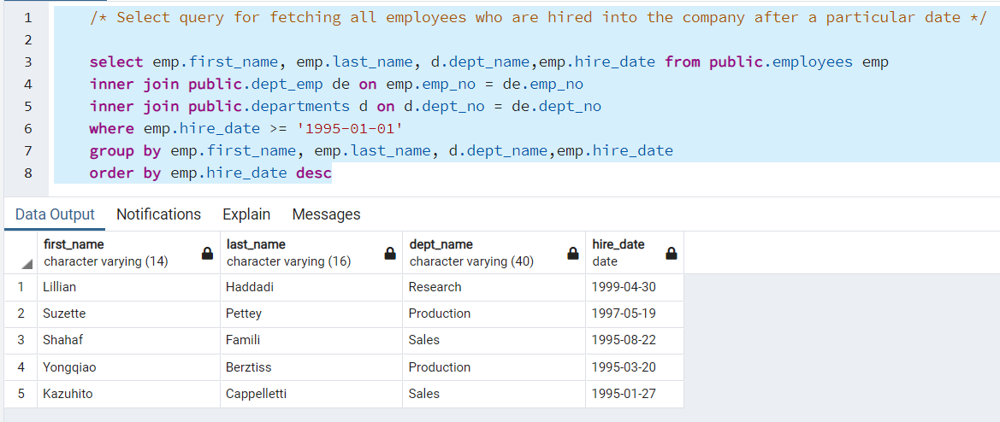 1 /* Select query for fetching all employees who are hired into the company after a particular date */
2
3 select emp.first_name, emp.last_name, d.dept_name,emp.hire_date from public.employees emp
4 inner join public.dept_emp de on emp.emp_no = de.emp_no
5 inner join public.departments d on d.dept_no = de.dept_no
6 where emp.hire_date >= '1995-01-01'
7 group by emp.first_name, emp.last_name, d.dept_name,emp.hire_date
8 order by emp.hire_date desc
Data Output Notifications Explain Messages
first_name last_name dept_name hire_date
character varying (14) character varying (16) character varying (40) date
1 Lillian Haddadi Research 1999-04-30
2 Suzette Pettey Production 1997-05-19
3 Shahaf Famili Sales 1995-08-22
4 Yongqiao Berztiss Production 1995-03-20
5 Kazuhito Cappelletti Sales 1995-01-27